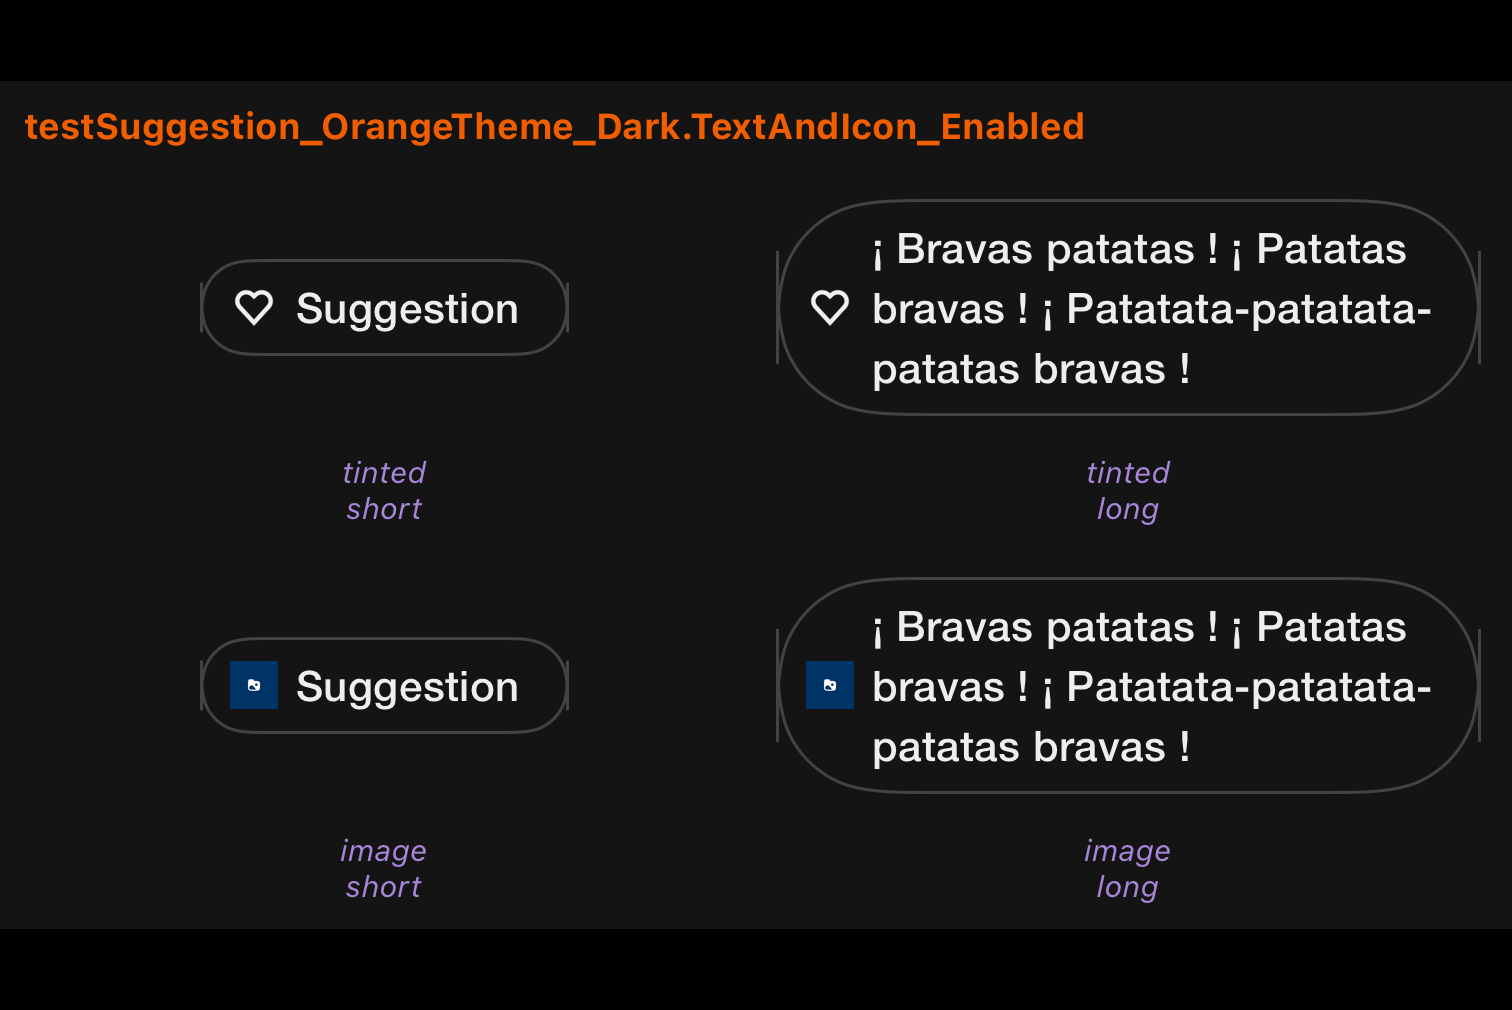 testSuggestion_OrangeTheme_Dark.TextAndIcon_Enabled
Suggestion
¡ Bravas patatas ! ¡ Patatas
bravas ! ¡ Patatata-patatata-
patatas bravas !
tinted
short
tinted
long
Suggestion
¡ Bravas patatas ! ¡ Patatas
bravas ! ¡ Patatata-patatata-
patatas bravas !
image
short
image
long